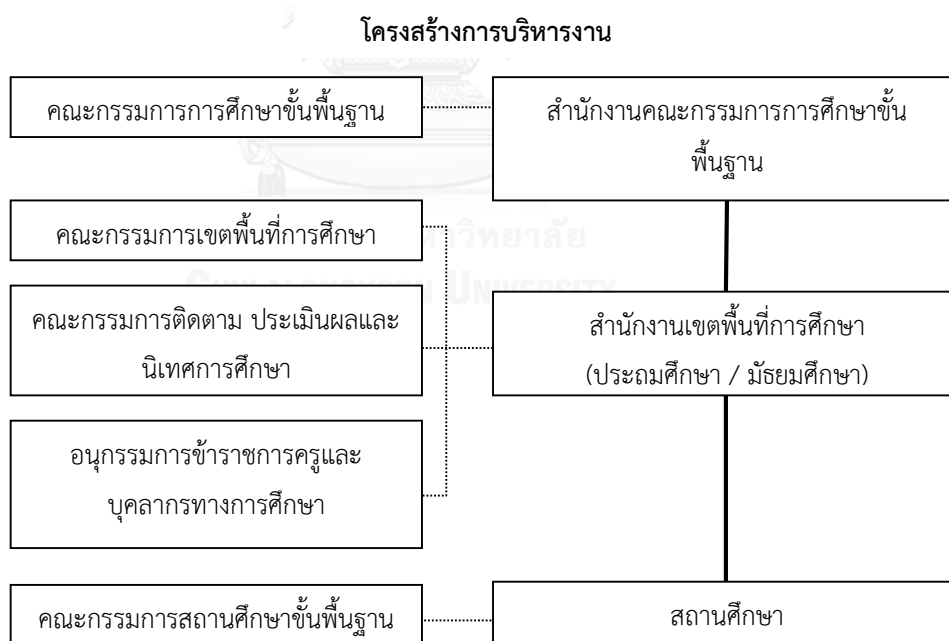 โครงสร้างการบริหารงาน
คณะกรรมการการศึกษาขั้นพื้นฐาน
สำนักงานคณะกรรมการการศึกษาขั้น
พื้นฐาน
คณะกรรมการเขตพื้นที่การศึกษา
คณะกรรมการติดตาม ประเมินผลและ
นิเทศการศึกษา
สำนักงานเขตพื้นที่การศึกษา
(ประถมศึกษา / มัธยมศึกษา)
อนุกรรมการข้าราชการครูและ
บุคลากรทางการศึกษา
คณะกรรมการสถานศึกษาขั้นพื้นฐาน
สถานศึกษา